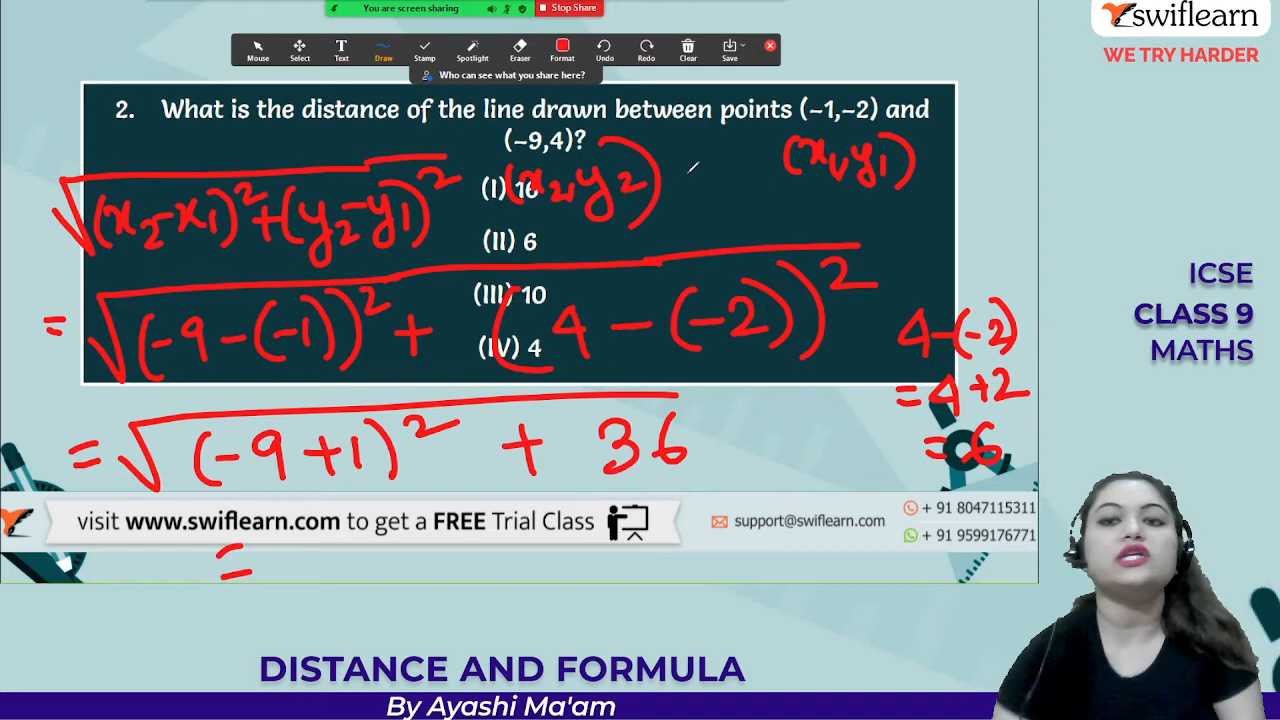 You are screen sharing
Stop Share
swiflearn
WE TRY HARDER
Mouse Select Text Draw Stamp Spotlight Eraser Format Undo Redo Clear Save
Who can see what you share here?
2. What is the distance of the line drawn between points (-1,-2) and
(-9,4)?
(x₁, y₁)
√(x₂-x₁)² + (y₂-y₁)²
(I) 16
(x₂, y₂)
(II) 6
(III) 10
= √(-9-(-1))² + (4-(-2))²
(IV) 4
4-(-2)
= 4+2
= 6
= √(-9+1)² + 36
=
ICSE
CLASS 9
MATHS
visit www.swiflearn.com to get a FREE Trial Class
support@swiflearn.com
+ 91 8047115311
+ 91 9599176771
DISTANCE AND FORMULA
By Ayashi Ma'am